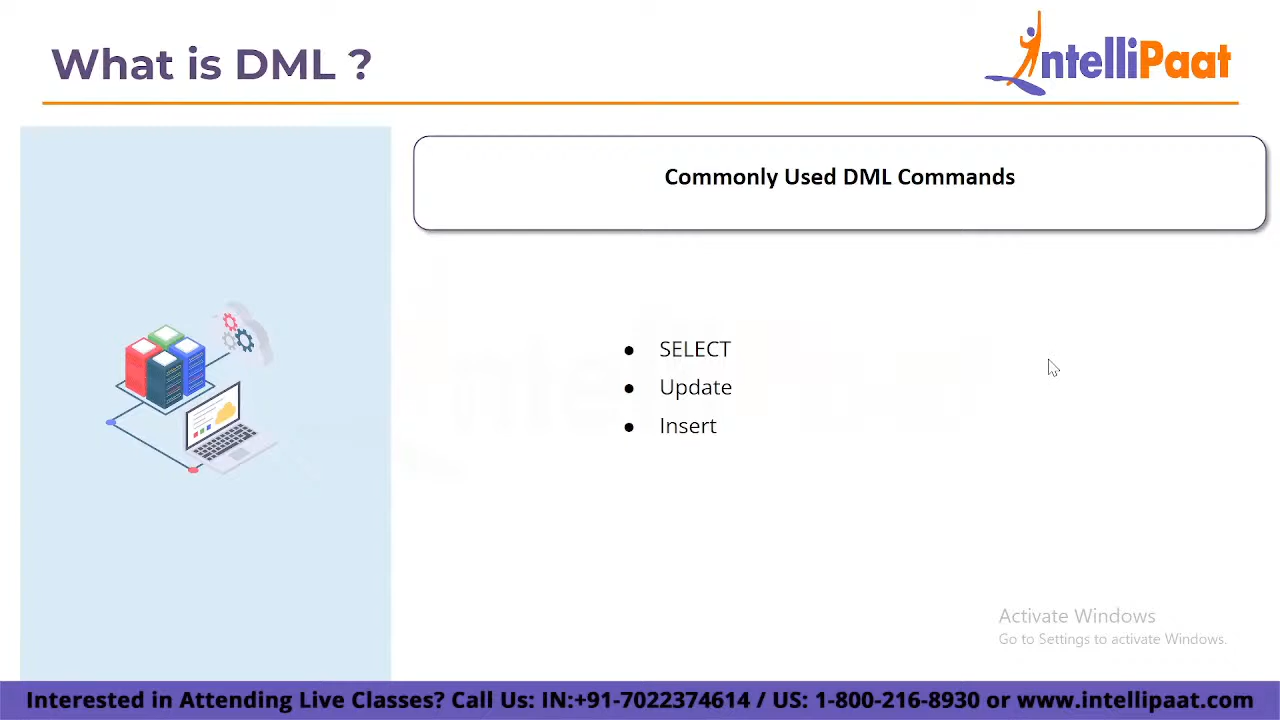 What is DML ?
IntelliPaat
Commonly Used DML Commands
● SELECT
● Update
● Insert
Activate Windows
Go to Settings to activate Windows.
Interested in Attending Live Classes? Call Us: IN:+91-7022374614 / US: 1-800-216-8930 or www.intellipaat.com